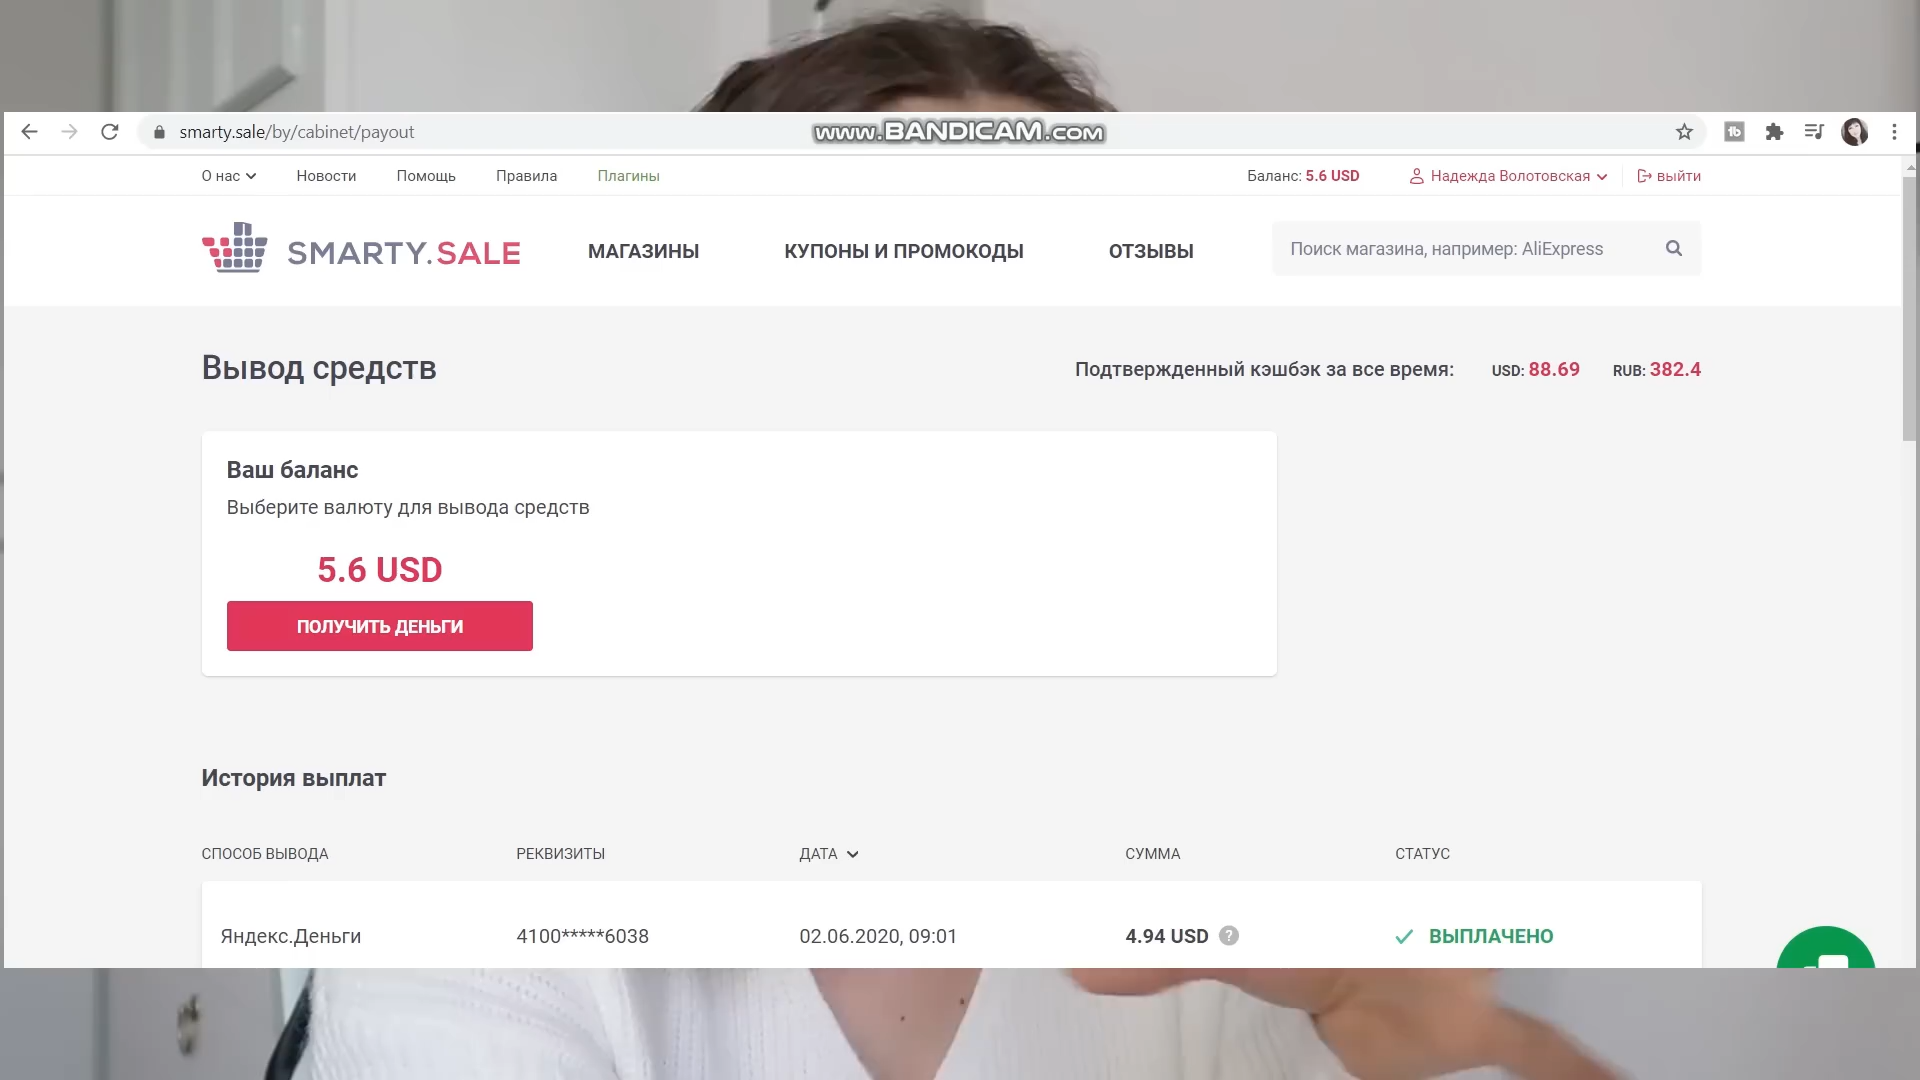 smarty.sale/by/cabinet/payout
www.BANDICAM.com
О нас
Новости
Помощь
Правила
Плагины
Баланс: 5.6 USD
Надежда Волотовская
выйти
SMARTY.SALE
МАГАЗИНЫ
КУПОНЫ И ПРОМОКОДЫ
ОТЗЫВЫ
Поиск магазина, например: AliExpress
Вывод средств
Подтвержденный кэшбэк за все время:
USD: 88.69
RUB: 382.4
Ваш баланс
Выберите валюту для вывода средств
5.6 USD
ПОЛУЧИТЬ ДЕНЬГИ
История выплат
СПОСОБ ВЫВОДА
РЕКВИЗИТЫ
ДАТА
СУММА
СТАТУС
Яндекс.Деньги
4100*****6038
02.06.2020, 09:01
4.94 USD ?
ВЫПЛАЧЕНО